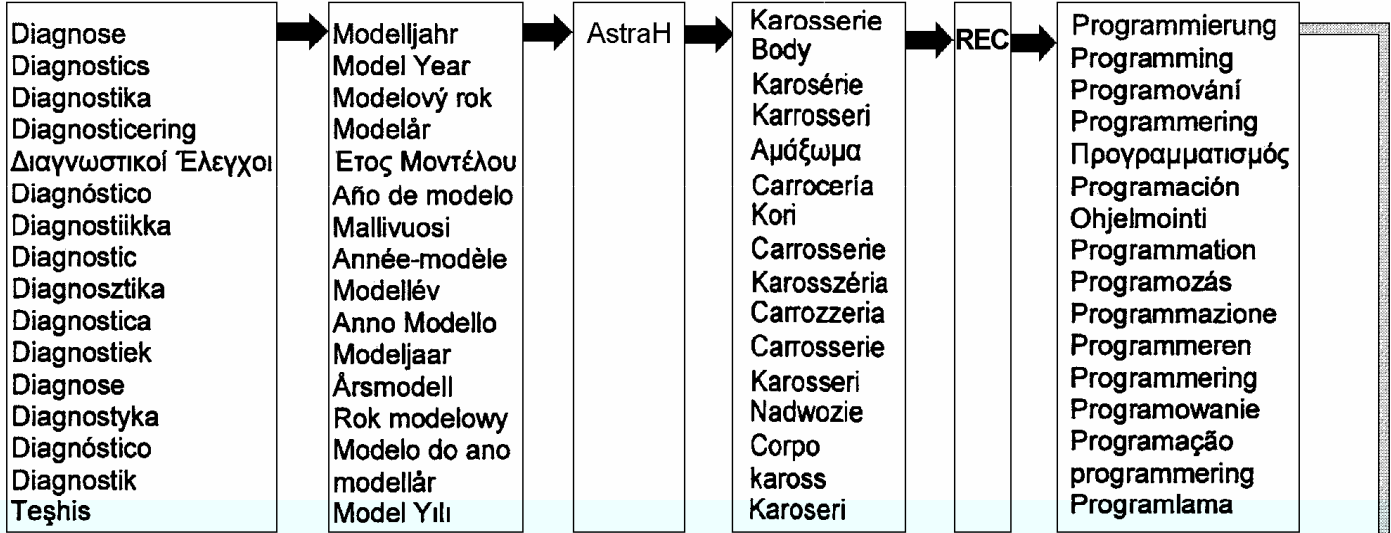 Diagnose
Diagnostics
Diagnostika
Diagnosticering
Διαγνωστικοί Έλεγχοι
Diagnóstico
Diagnostiikka
Diagnostic
Diagnosztika
Diagnostica
Diagnostiek
Diagnose
Diagnostyka
Diagnóstico
Diagnostik
Teşhis
Modelljahr
Model Year
Modelový rok
Modelår
Ετος Μοντέλου
Año de modelo
Mallivuosi
Année-modèle
Modellév
Anno Modello
Modeljaar
Årsmodell
Rok modelowy
Modelo do ano
modellår
Model Yılı
AstraH
Karosserie
Body
Karosérie
Karrosseri
Αμάξωμα
Carrocería
Kori
Carrosserie
Karosszéria
Carrozzeria
Carrosserie
Karosseri
Nadwozie
Corpo
kaross
Karoseri
REC
Programmierung
Programming
Programování
Programmering
Προγραμματισμός
Programación
Ohjelmointi
Programmation
Programozás
Programmazione
Programmeren
Programmering
Programowanie
Programação
programmering
Programlama